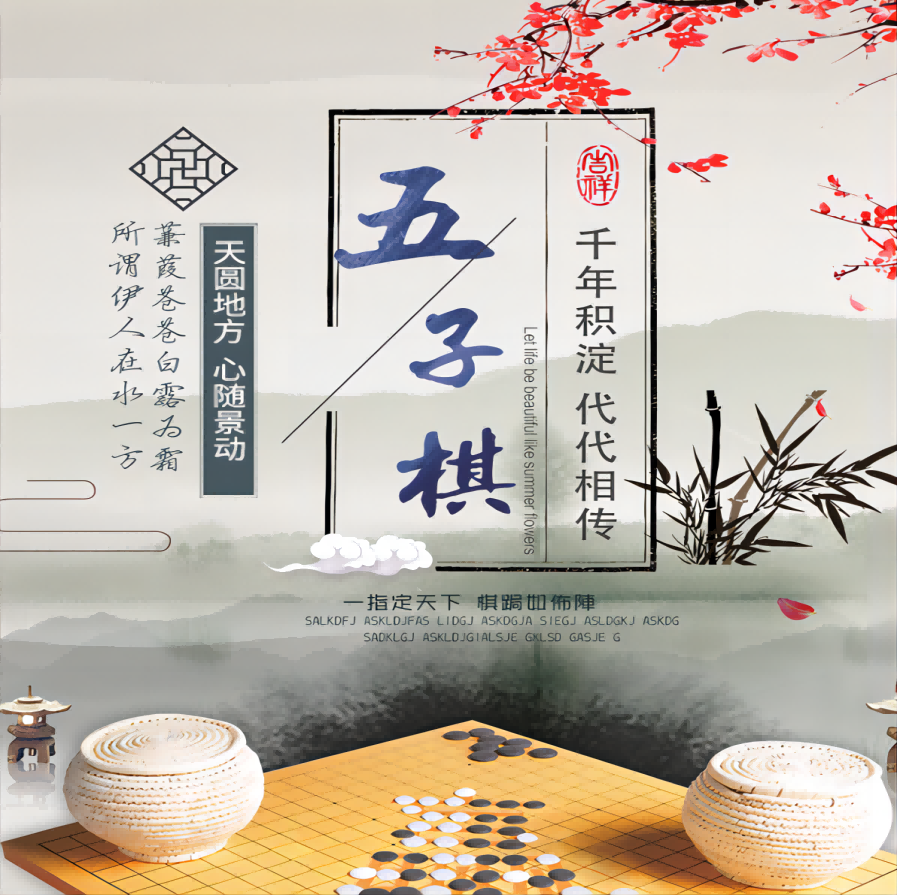 吉祥
五子棋
千年积淀 代代相传
Let life be beautiful like summer flowers
天圆地方 心随景动
蒹葭苍苍白露为霜
所谓伊人在水一方
一指定天下 棋跼如佈陣
SALKDFJ ASKLDJFAS LIDGJ ASKDGJA SIEGJ ASLDGKJ ASKDG
SADKLGJ ASKLDJGIALSJE GKLSD GASJE G